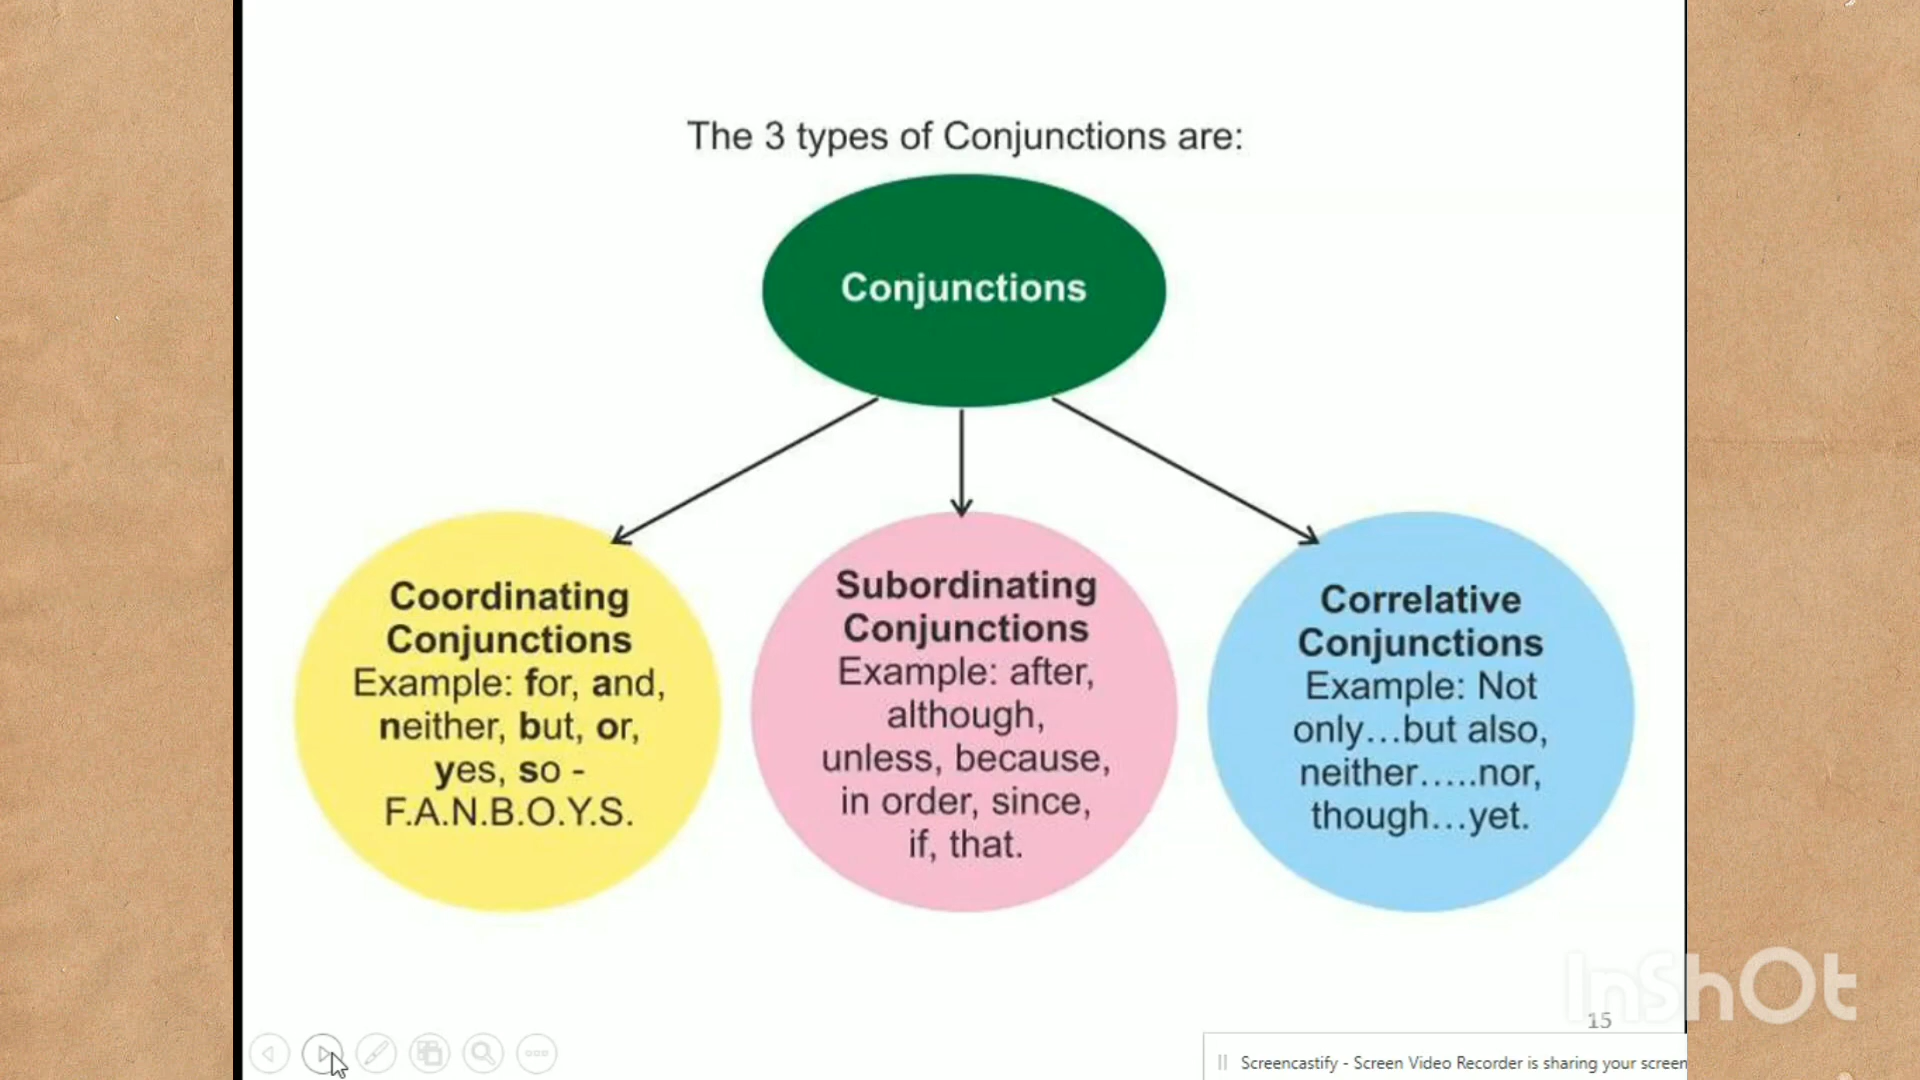 The 3 types of Conjunctions are:
Conjunctions
Coordinating
Conjunctions
Example: for, and,
neither, but, or,
yes, so -
F.A.N.B.O.Y.S.
Subordinating
Conjunctions
Example: after,
although,
unless, because,
in order, since,
if, that.
Correlative
Conjunctions
Example: Not
only…but also,
neither…..nor,
though…yet.
InShOt
15
Screencastify - Screen Video Recorder is sharing your screen